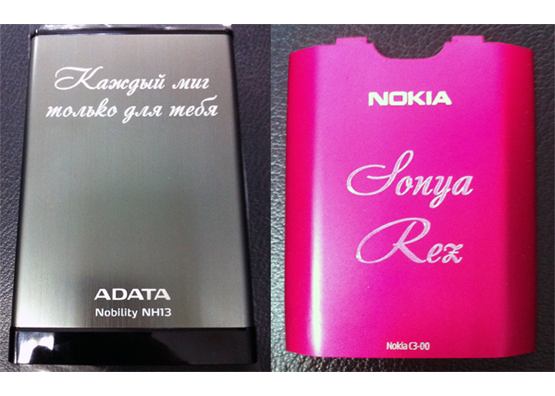 Каждый миг
только для тебя
ADATA
Nobility NH13
NOKIA
Sonya
Rez
Nokia C3-00